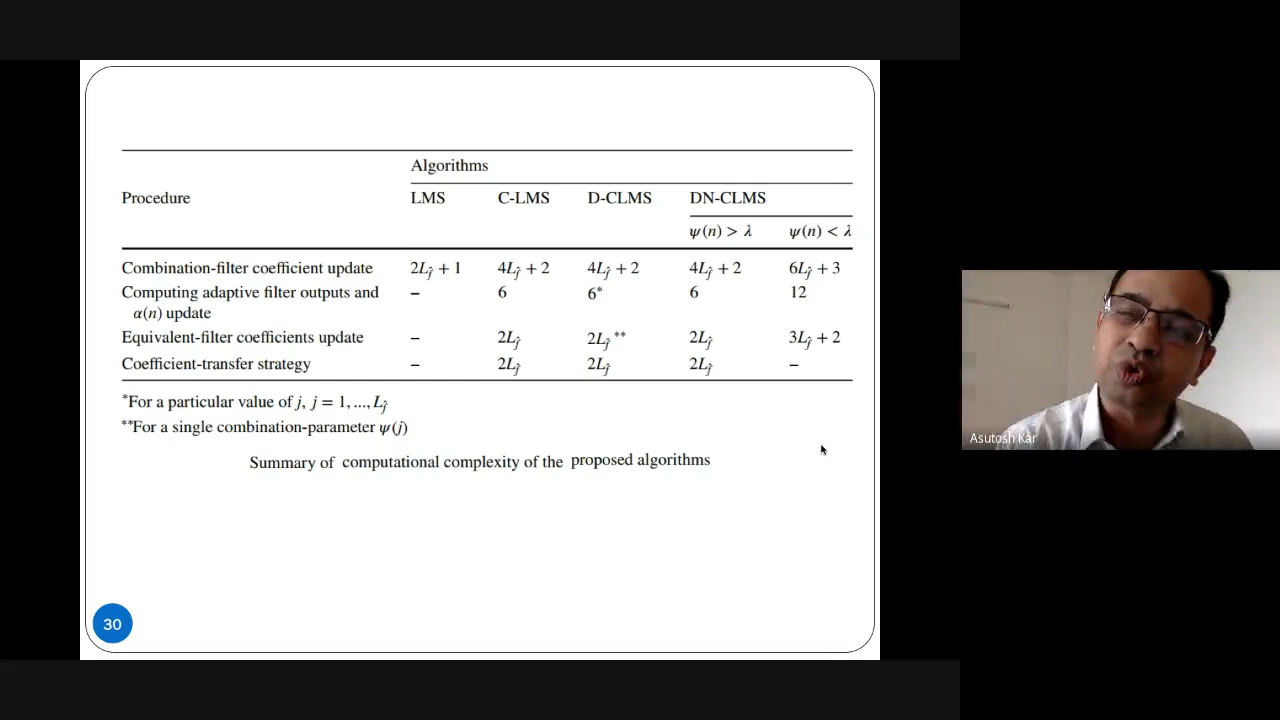 Algorithms
Procedure LMS C-LMS D-CLMS DN-CLMS
ψ(n) > λ ψ(n) < λ
Combination-filter coefficient update 2Lĵ + 1 4Lĵ + 2 4Lĵ + 2 4Lĵ + 2 6Lĵ + 3
Computing adaptive filter outputs and – 6 6* 6 12
α(n) update
Equivalent-filter coefficients update – 2Lĵ 2Lĵ** 2Lĵ 3Lĵ + 2
Coefficient-transfer strategy – 2Lĵ 2Lĵ 2Lĵ –
*For a particular value of j, j = 1, ..., Lĵ
**For a single combination-parameter ψ(j)
Summary of computational complexity of the proposed algorithms
30
Asutosh Kar